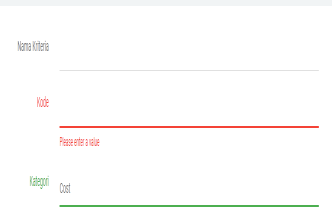 Nama Kriteria
Kode
Please enter a value
Kategori
Cost